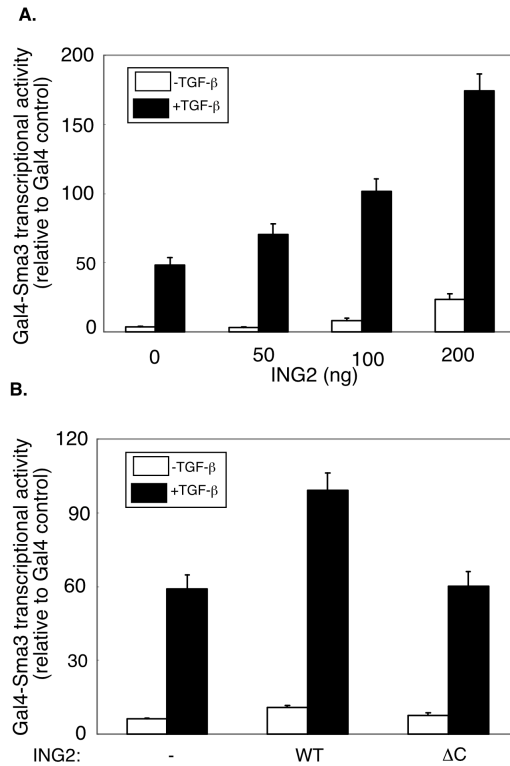 A.
Gal4-Sma3 transcriptional activity
(relative to Gal4 control)
200
150
100
50
0
-TGF-β
+TGF-β
0
50
100
200
ING2 (ng)
B.
Gal4-Sma3 transcriptional activity
(relative to Gal4 control)
120
90
60
30
0
-TGF-β
+TGF-β
ING2:
-
WT
ΔC